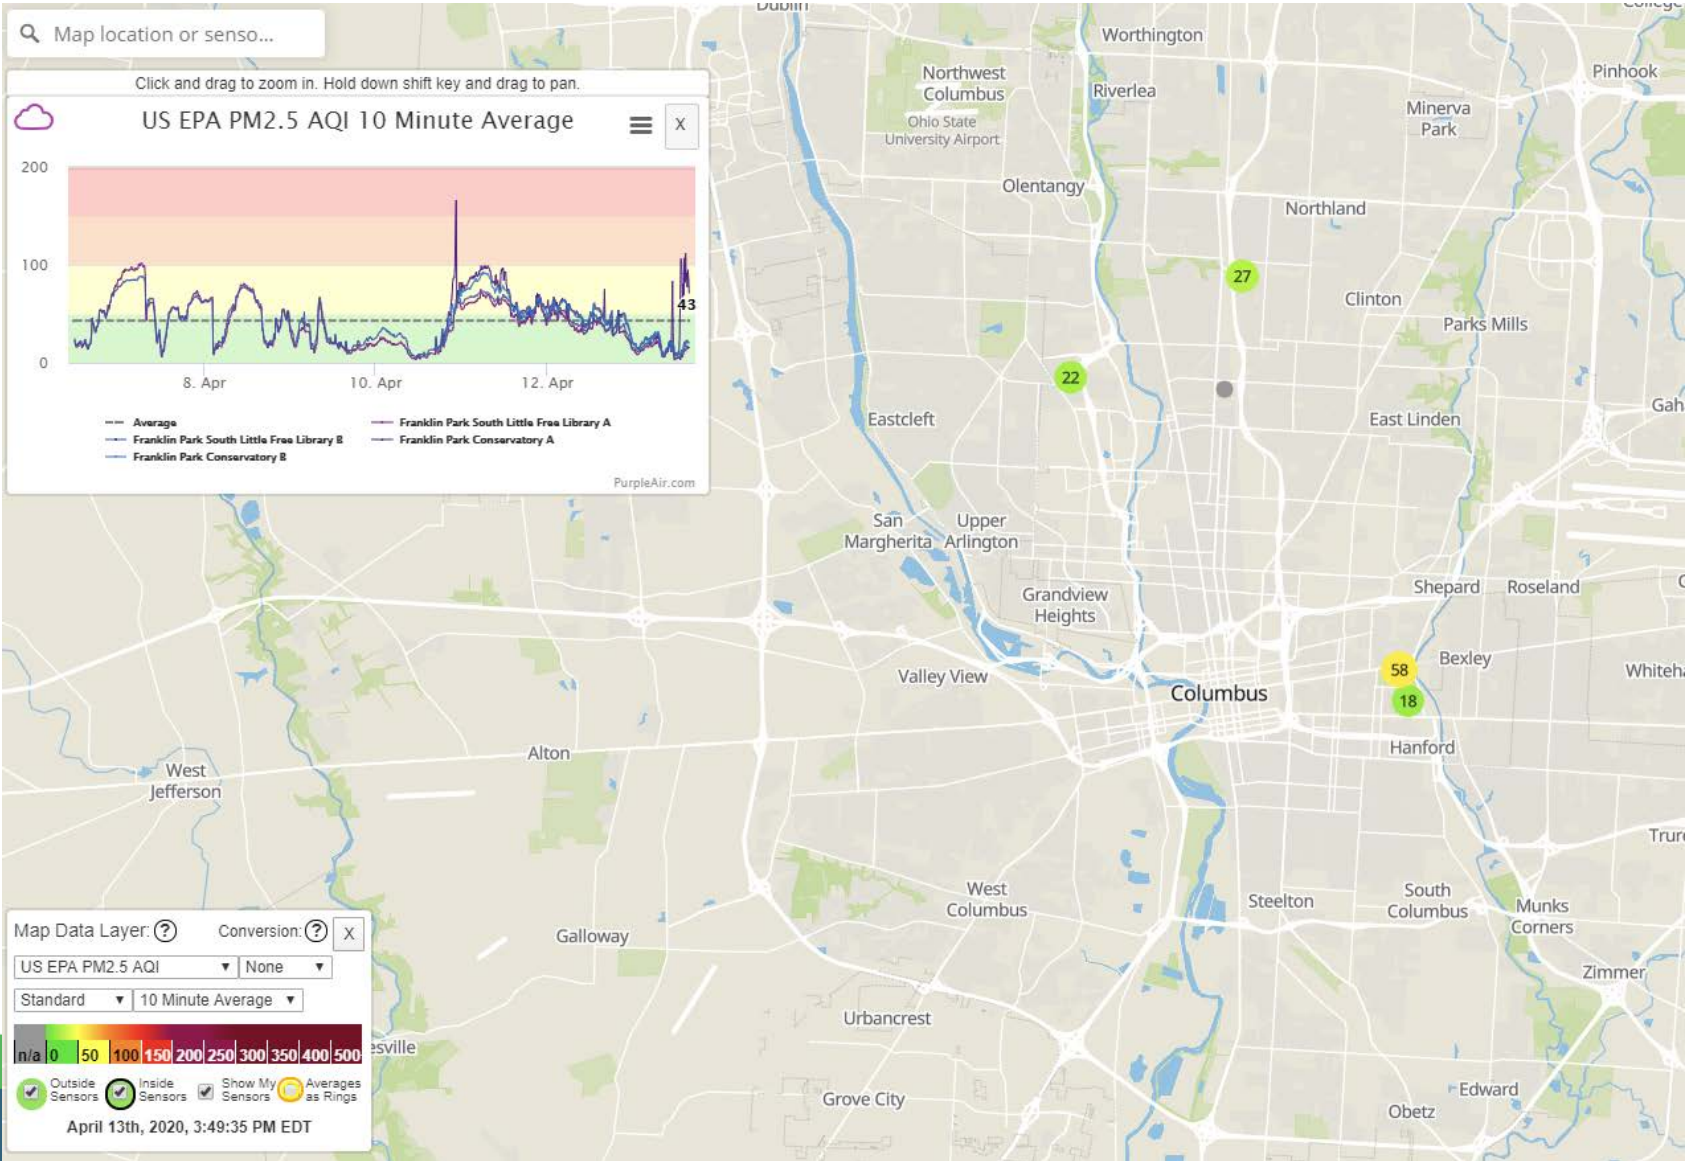 Map location or senso...
Click and drag to zoom in. Hold down shift key and drag to pan.
US EPA PM2.5 AQI 10 Minute Average
X
200
100
0
43
8. Apr
10. Apr
12. Apr
Average
Franklin Park South Little Free Library A
Franklin Park South Little Free Library B
Franklin Park Conservatory A
Franklin Park Conservatory B
PurpleAir.com
Dublin
Worthington
Pinhook
Northwest
Columbus
Riverlea
Minerva
Park
Ohio State
University Airport
Olentangy
Northland
27
Clinton
Parks Mills
22
Eastcleft
East Linden
Gah
San
Margherita
Upper
Arlington
Grandview
Heights
Shepard
Roseland
58
Bexley
Valley View
Whiteha
Columbus
18
Hanford
Alton
West
Jefferson
Trur
West
Columbus
Steelton
South
Columbus
Munks
Corners
Galloway
Zimmer
Urbancrest
esville
Grove City
Edward
Obetz
Map Data Layer: ?
Conversion: ?
X
US EPA PM2.5 AQI
None
Standard
10 Minute Average
n/a 0 50 100 150 200 250 300 350 400 500
Outside
Sensors
Inside
Sensors
Show My
Sensors
Averages
as Rings
April 13th, 2020, 3:49:35 PM EDT